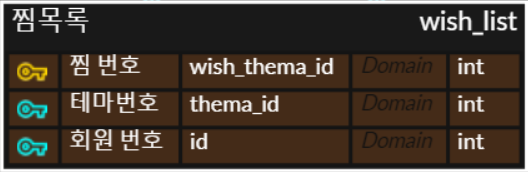 찜목록 wish_list
찜 번호 wish_thema_id Domain int
테마번호 thema_id Domain int
회원 번호 id Domain int